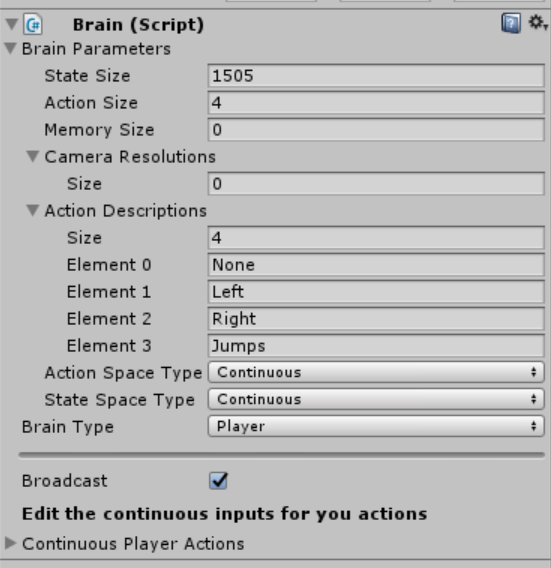 Brain (Script)
Brain Parameters
State Size 1505
Action Size 4
Memory Size 0
Camera Resolutions
Size 0
Action Descriptions
Size 4
Element 0 None
Element 1 Left
Element 2 Right
Element 3 Jumps
Action Space Type Continuous
State Space Type Continuous
Brain Type Player
Broadcast
Edit the continuous inputs for you actions
Continuous Player Actions